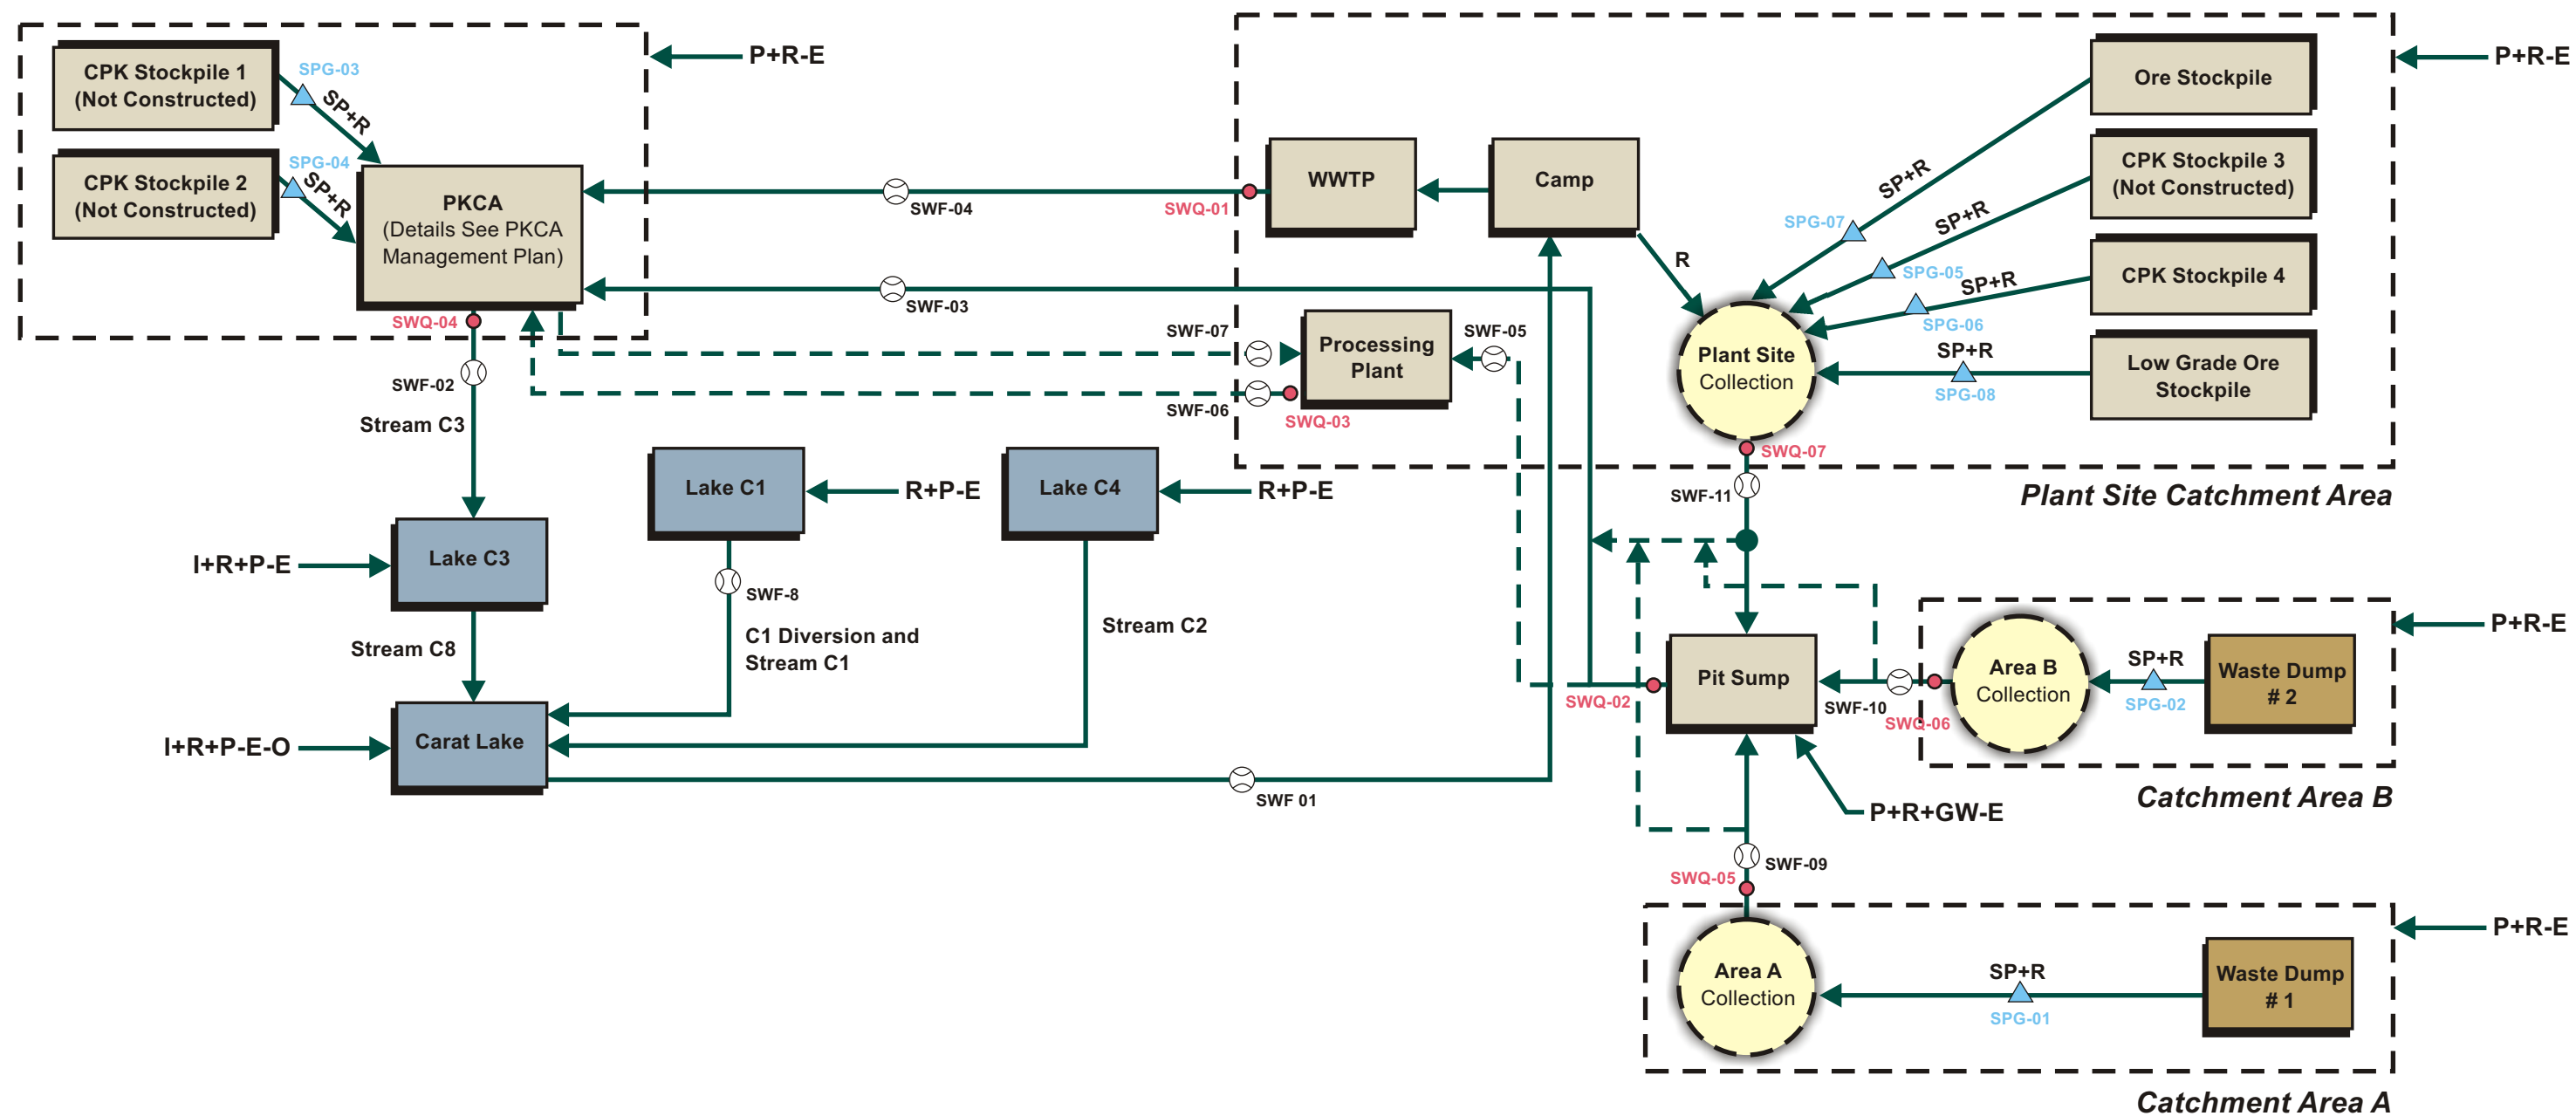 CPK Stockpile 1
(Not Constructed)
SPG-03
SP+R
P+R-E
CPK Stockpile 2
(Not Constructed)
SPG-04
SP+R
PKCA
(Details See PKCA
Management Plan)
SWQ-04
SWF-02
Stream C3
SWF-04
SWQ-01
WWTP
Camp
R
SWF-03
SWF-07
SWF-06
SWQ-03
Processing
Plant
SWF-05
Ore Stockpile
P+R-E
SP+R
SPG-07
CPK Stockpile 3
(Not Constructed)
SP+R
SPG-05
CPK Stockpile 4
SP+R
SPG-06
Low Grade Ore
Stockpile
SP+R
SPG-08
Plant Site
Collection
SWQ-07
SWF-11
Plant Site Catchment Area
Lake C1
R+P-E
Lake C4
R+P-E
I+R+P-E
Lake C3
SWF-8
C1 Diversion and
Stream C1
Stream C2
Stream C8
I+R+P-E-O
Carat Lake
SWF 01
SWQ-02
Pit Sump
SWF-10
SWQ-06
Area B
Collection
SP+R
SPG-02
Waste Dump
# 2
P+R-E
Catchment Area B
P+R+GW-E
SWF-09
SWQ-05
Area A
Collection
SP+R
SPG-01
Waste Dump
# 1
P+R-E
Catchment Area A